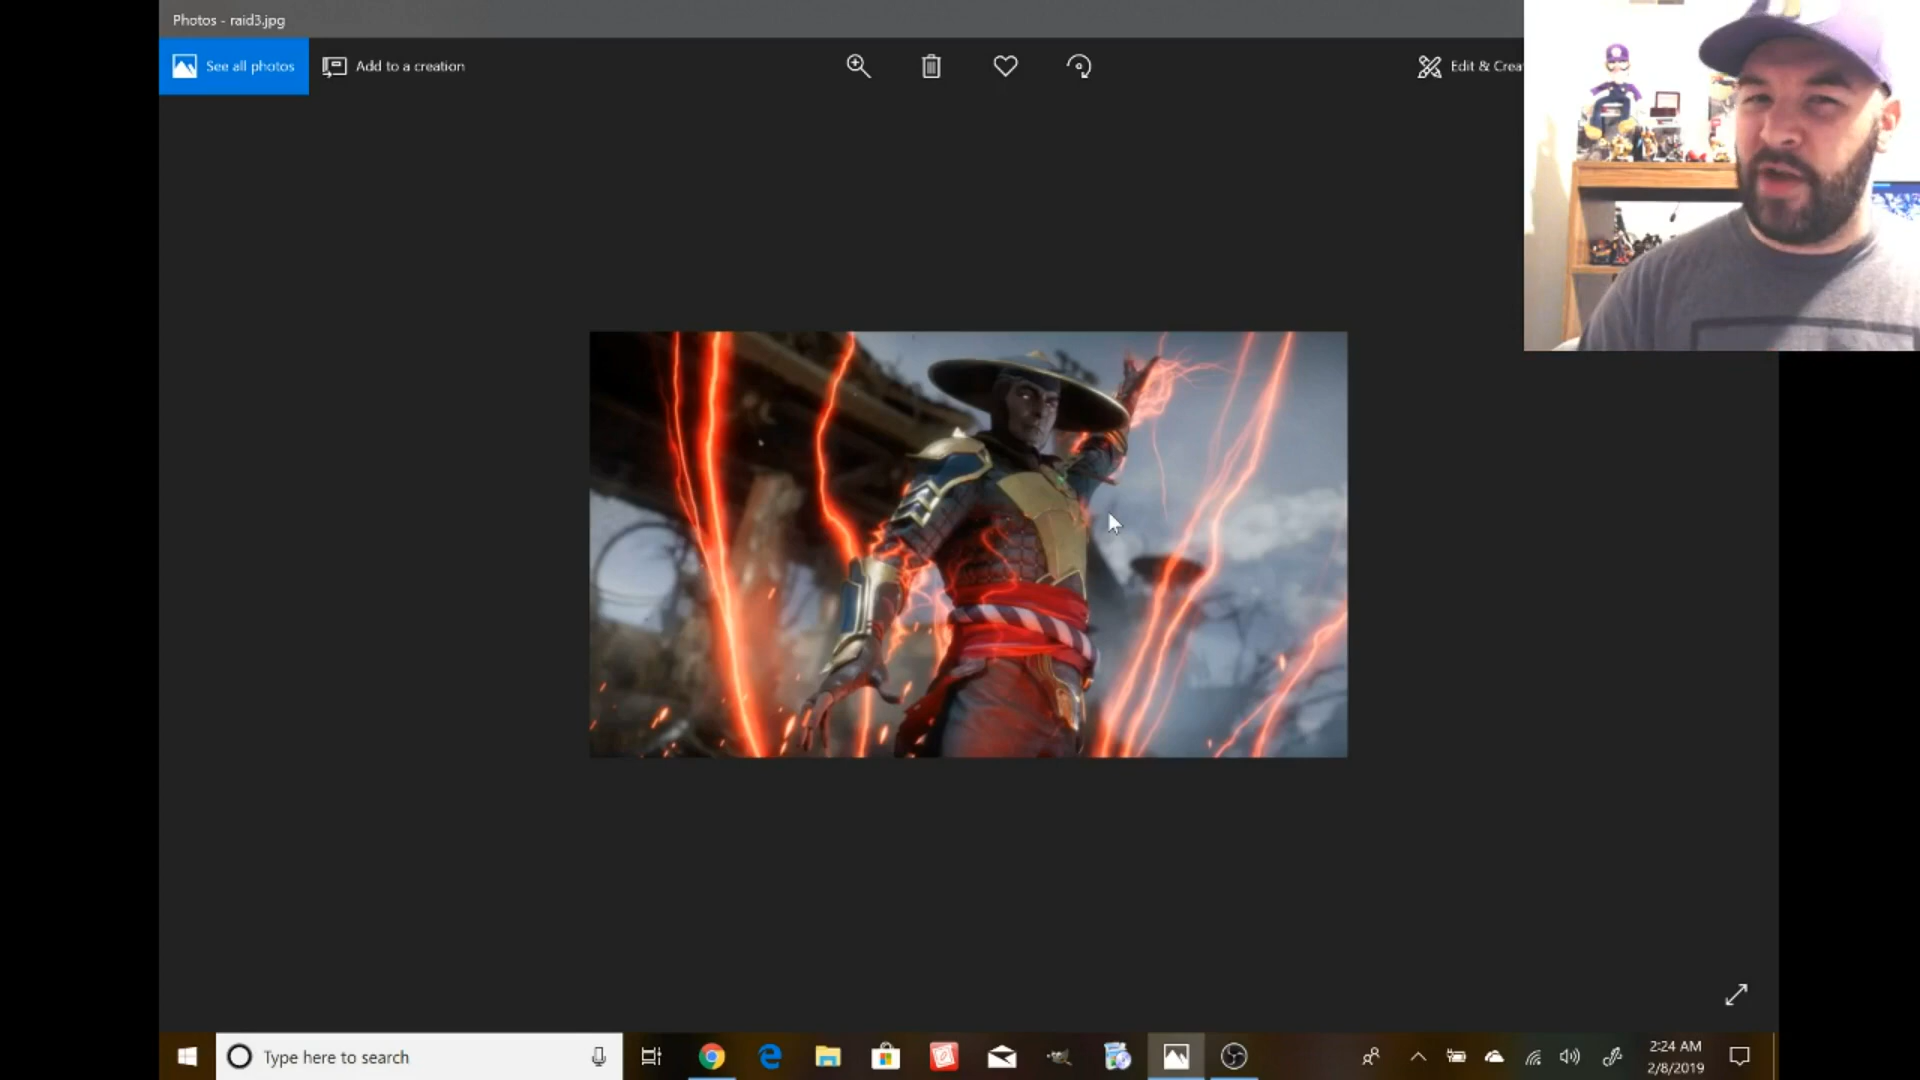 Photos - raid3.jpg
See all photos
Add to a creation
Edit & Crea
Type here to search
2:24 AM
2/8/2019